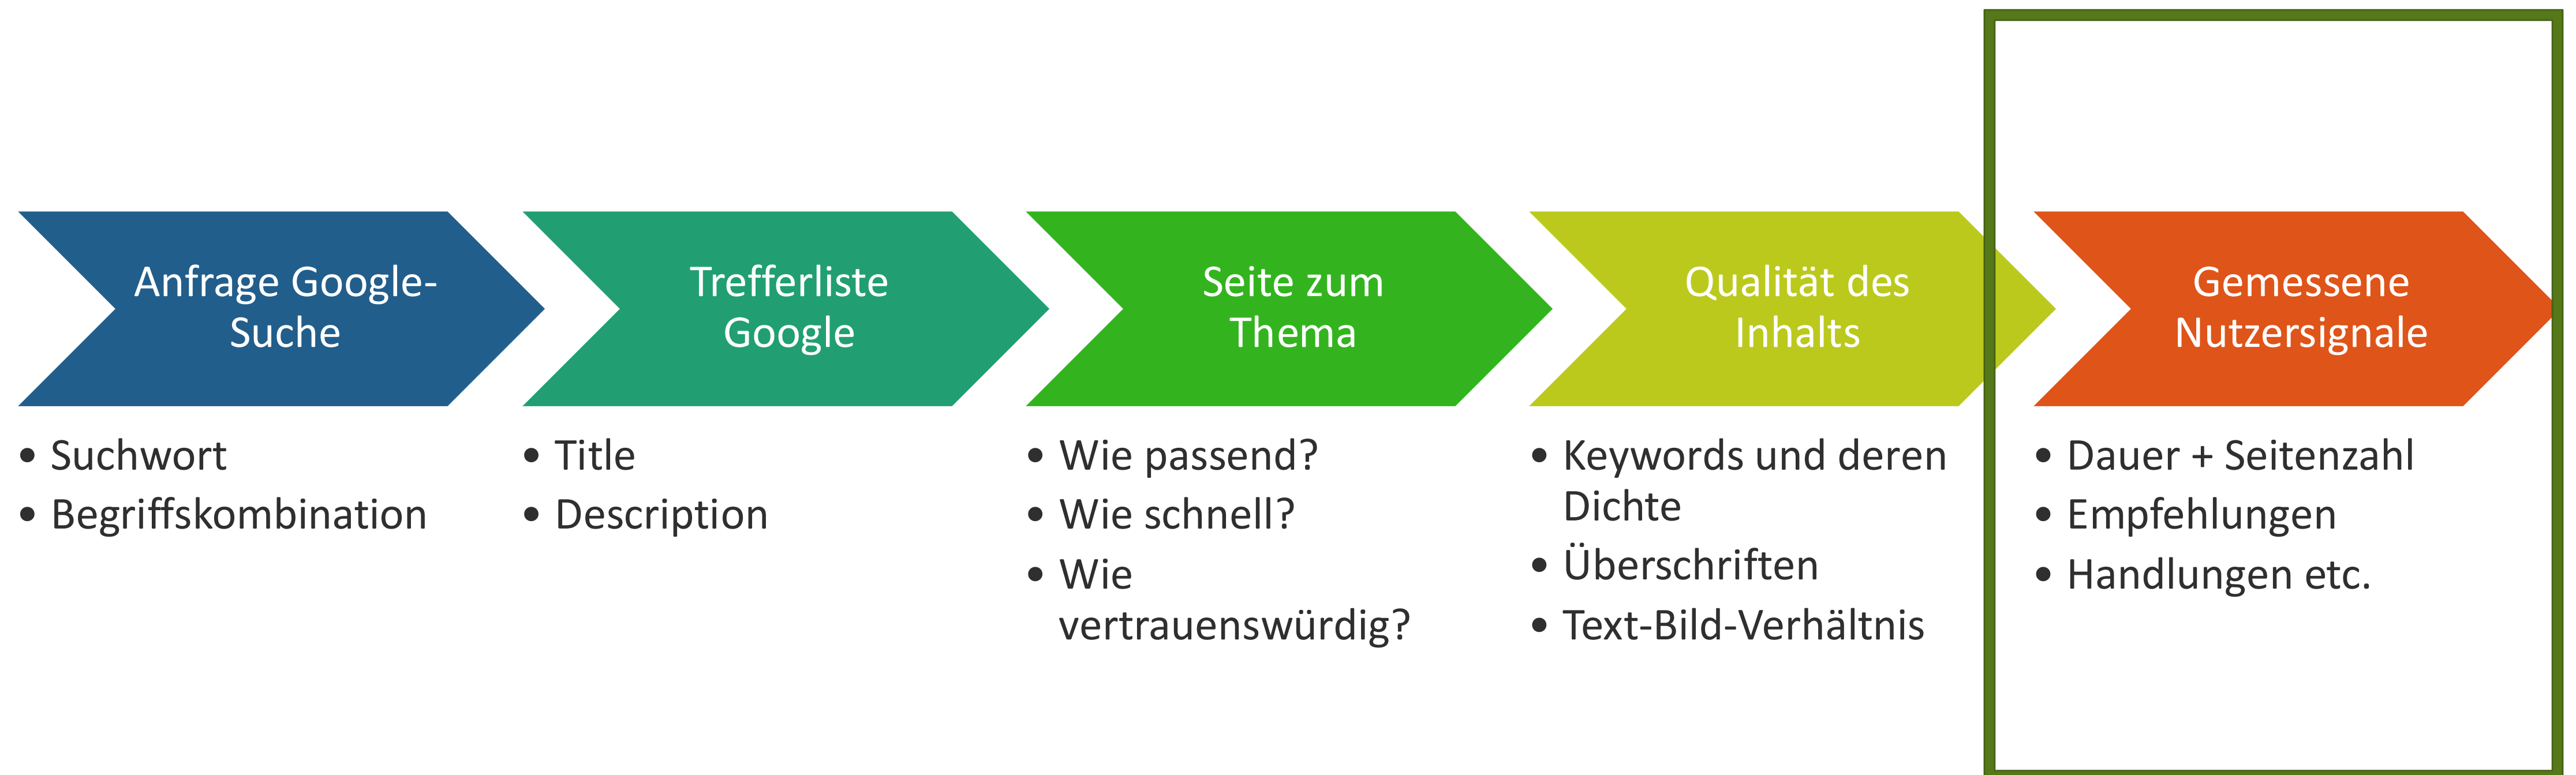 Anfrage Google-
Suche
• Suchwort
• Begriffskombination
Trefferliste
Google
• Title
• Description
Seite zum
Thema
• Wie passend?
• Wie schnell?
• Wie
vertrauenswürdig?
Qualität des
Inhalts
• Keywords und deren
Dichte
• Überschriften
• Text-Bild-Verhältnis
Gemessene
Nutzersignale
• Dauer + Seitenzahl
• Empfehlungen
• Handlungen etc.